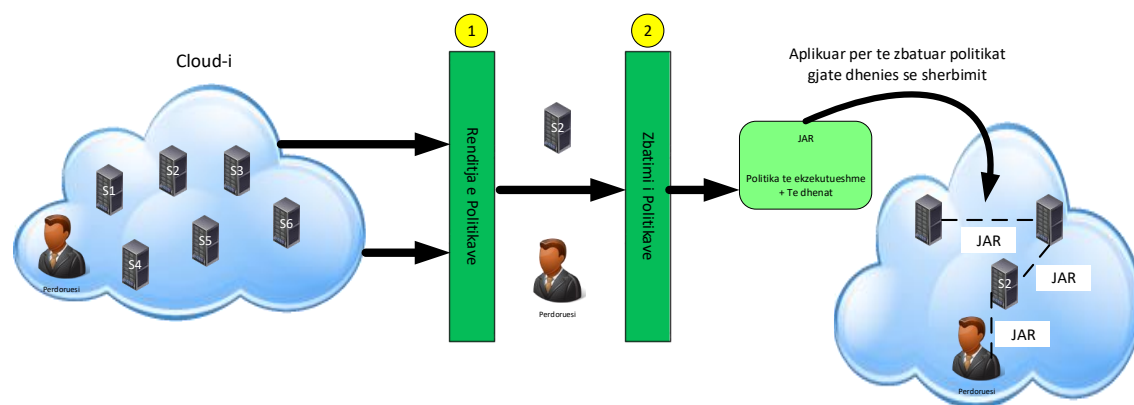 Cloud-i
S1
S2
S3
S4
S5
S6
Perdoruesi
1
Renditja e Politikave
S2
Perdoruesi
2
Zbatimi i Politikave
JAR
Politika te ekzekutueshme
+ Te dhenat
Aplikuar per te zbatuar politikat
gjate dhenies se sherbimit
JAR
JAR
S2
JAR
Perdoruesi